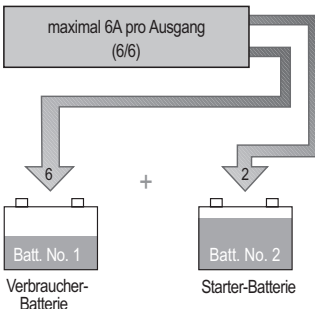 maximal 6A pro Ausgang
(6/6)
6
+
2
Batt. No. 1
Batt. No. 2
Verbraucher-
Batterie
Starter-Batterie